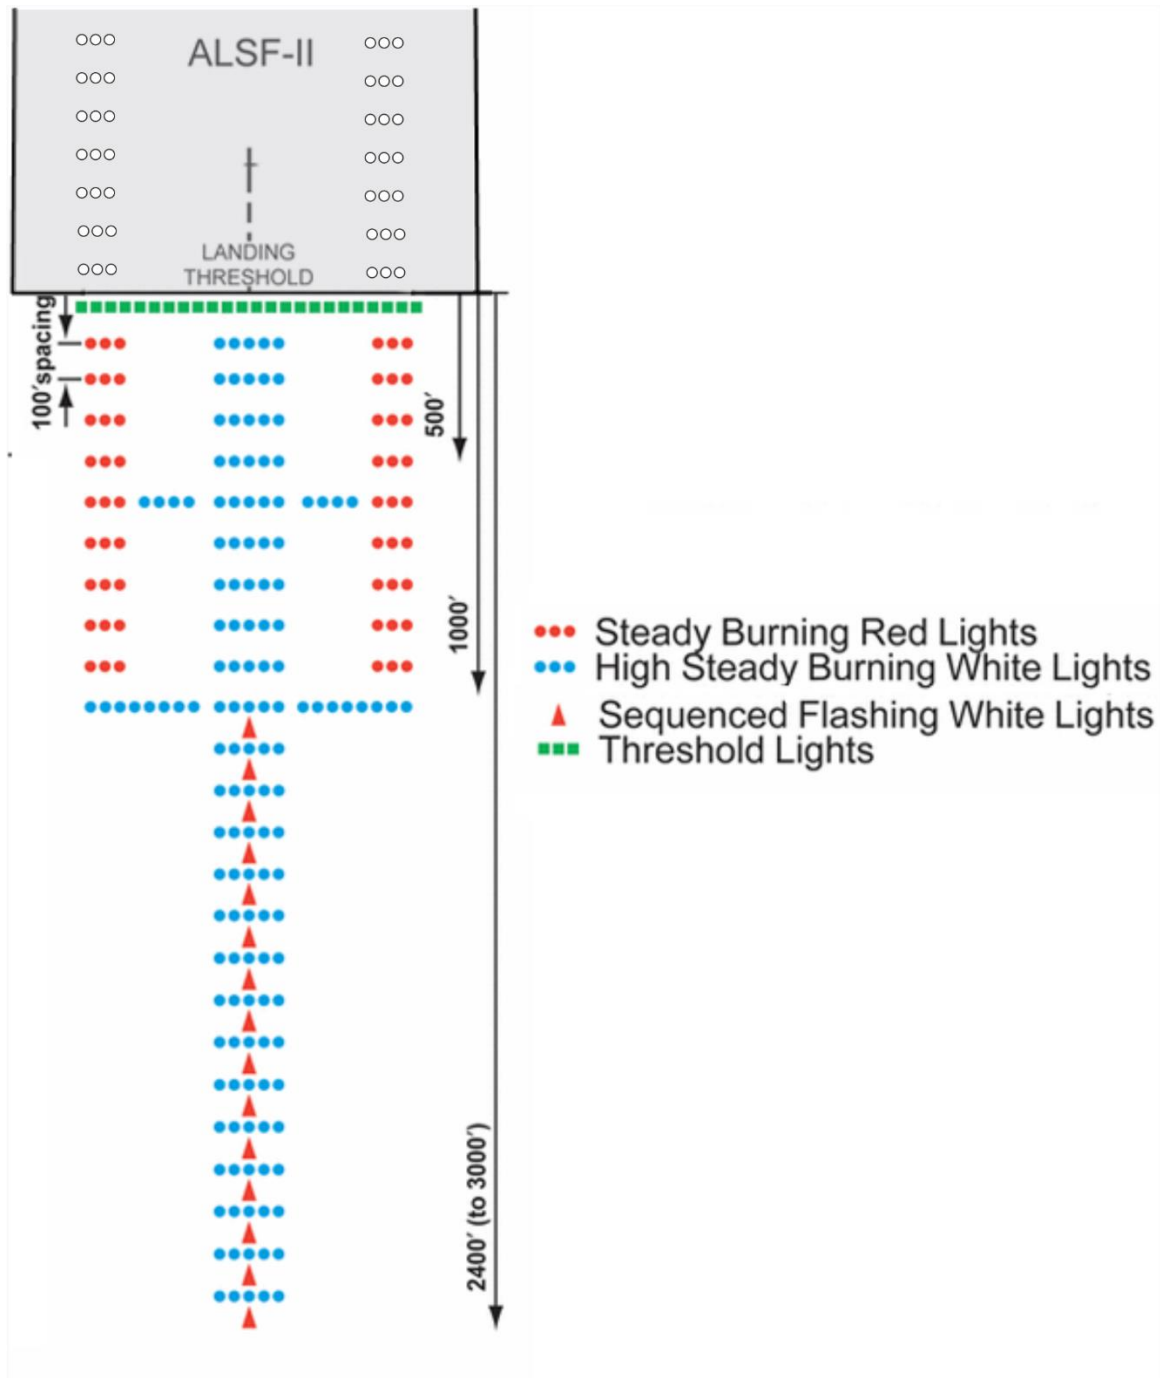 ALSF-II
LANDING
THRESHOLD
100′spacing
500′
1000′
2400′ (to 3000′)
Steady Burning Red Lights
High Steady Burning White Lights
Sequenced Flashing White Lights
Threshold Lights